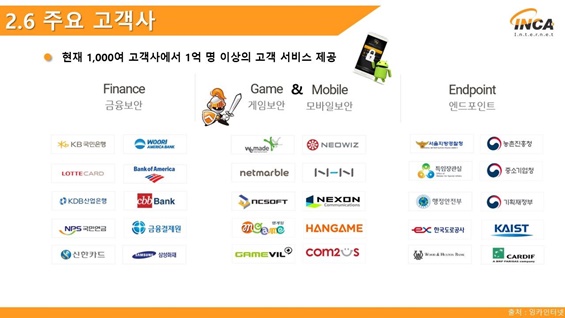 2.6 주요 고객사
INCA
Internet
현재 1,000여 고객사에서 1억 명 이상의 고객 서비스 제공
Finance
금융보안
Game & Mobile
게임보안 모바일보안
Endpoint
엔드포인트
KB국민은행
WOORI
AMERICA BANK
LOTTECARD
Bank of America
KDB산업은행
cbb Bank
NPS 국민연금
금융결제원
신한카드
SAMSUNG 삼성화재
wemade
NEOWIZ
netmarble
NHN
NCSOFT
NEXON
Communications
mgame 엠게임
HANGAME
GAMEVIL
com2us
서울지방경찰청
농촌진흥청
특임장관실
중소기업청
행정안전부
기획재정부
ex 한국도로공사
KAIST
WOORI & HUNTEL BANK
CARDIF
출처 : 잉카인터넷